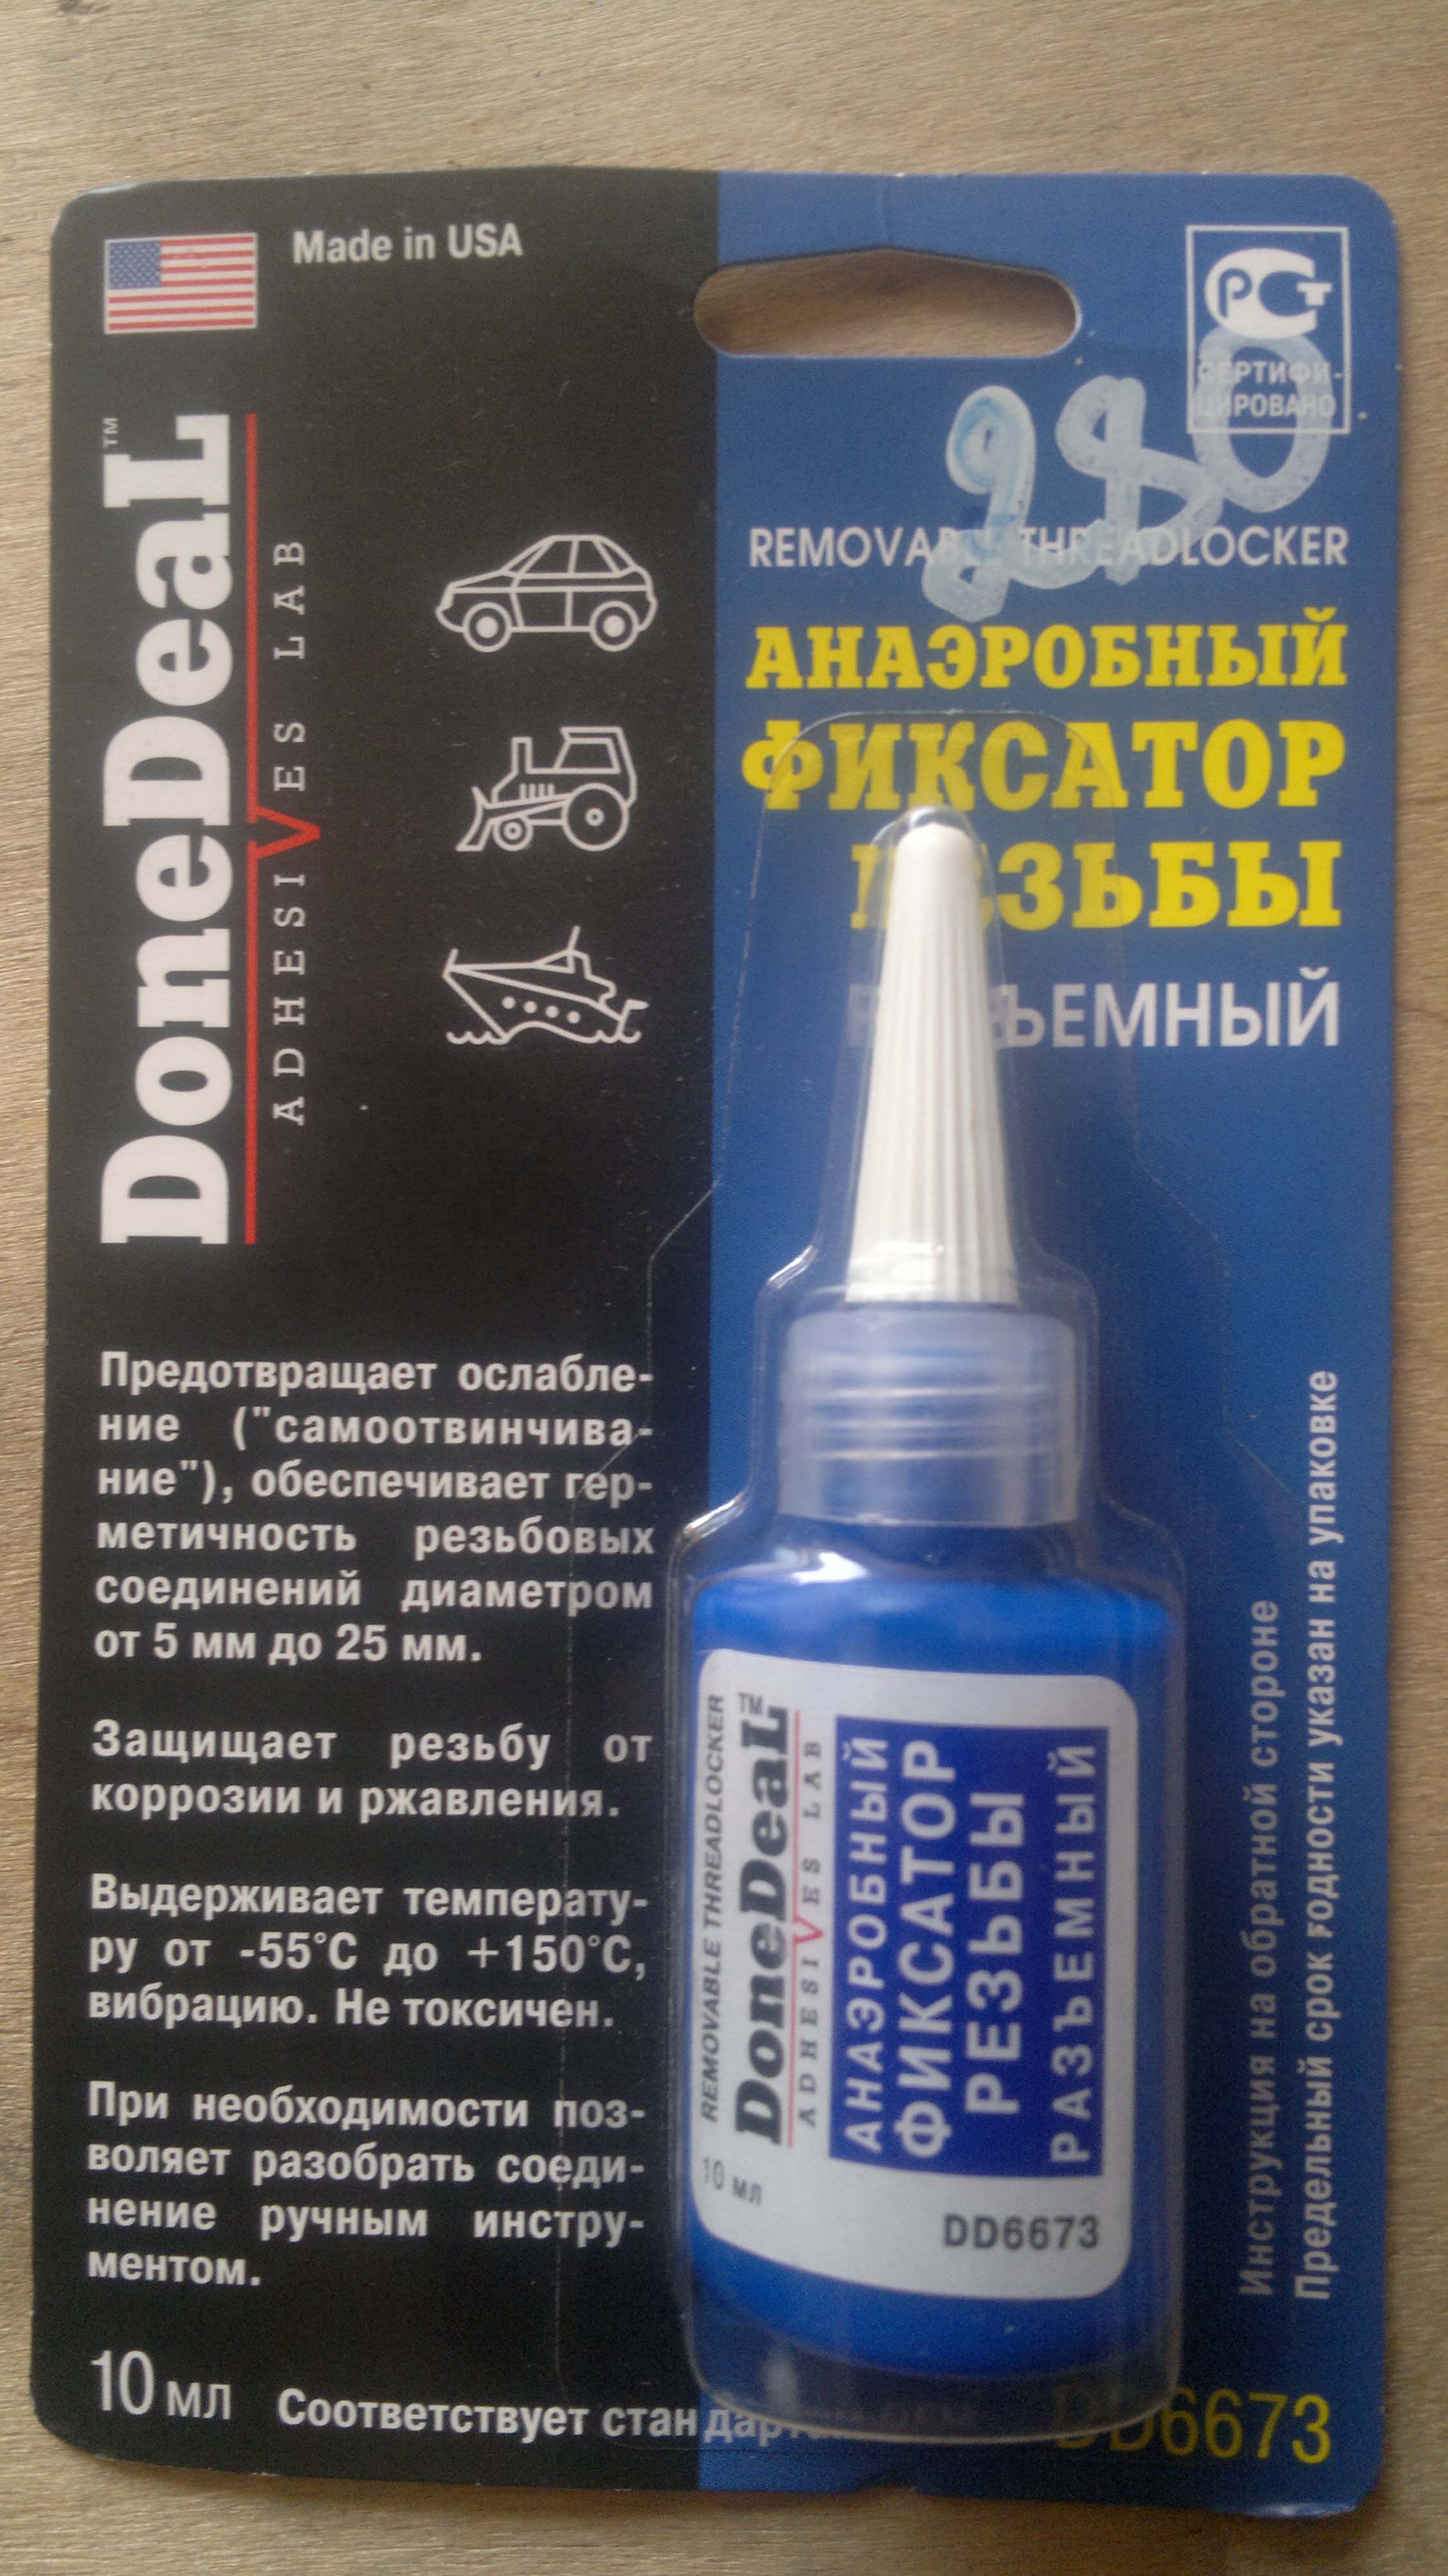 Made in USA
DoneDeaL™
ADHESIVES LAB
РСТ
СЕРТИФИ-
ЦИРОВАНО
280
REMOVAB THREADLOCKER
АНАЭРОБНЫЙ
ФИКСАТОР
РЕЗЬБЫ
РАЗЪЕМНЫЙ
Предотвращает ослабле-
ние ("самоотвинчива-
ние"), обеспечивает гер-
метичность резьбовых
соединений диаметром
от 5 мм до 25 мм.
Защищает резьбу от
коррозии и ржавления.
Выдерживает температу-
ру от -55°С до +150°С,
вибрацию. Не токсичен.
При необходимости поз-
воляет разобрать соеди-
нение ручным инстру-
ментом.
10 мл
Соответствует стандартам OEM
DD6673
REMOVABLE THREADLOCKER
DoneDeaL™
ADHESIVES LAB
АНАЭРОБНЫЙ
ФИКСАТОР
РЕЗЬБЫ
РАЗЪЕМНЫЙ
10 мл
DD6673
Инструкция на обратной стороне
Предельный срок годности указан на упаковке